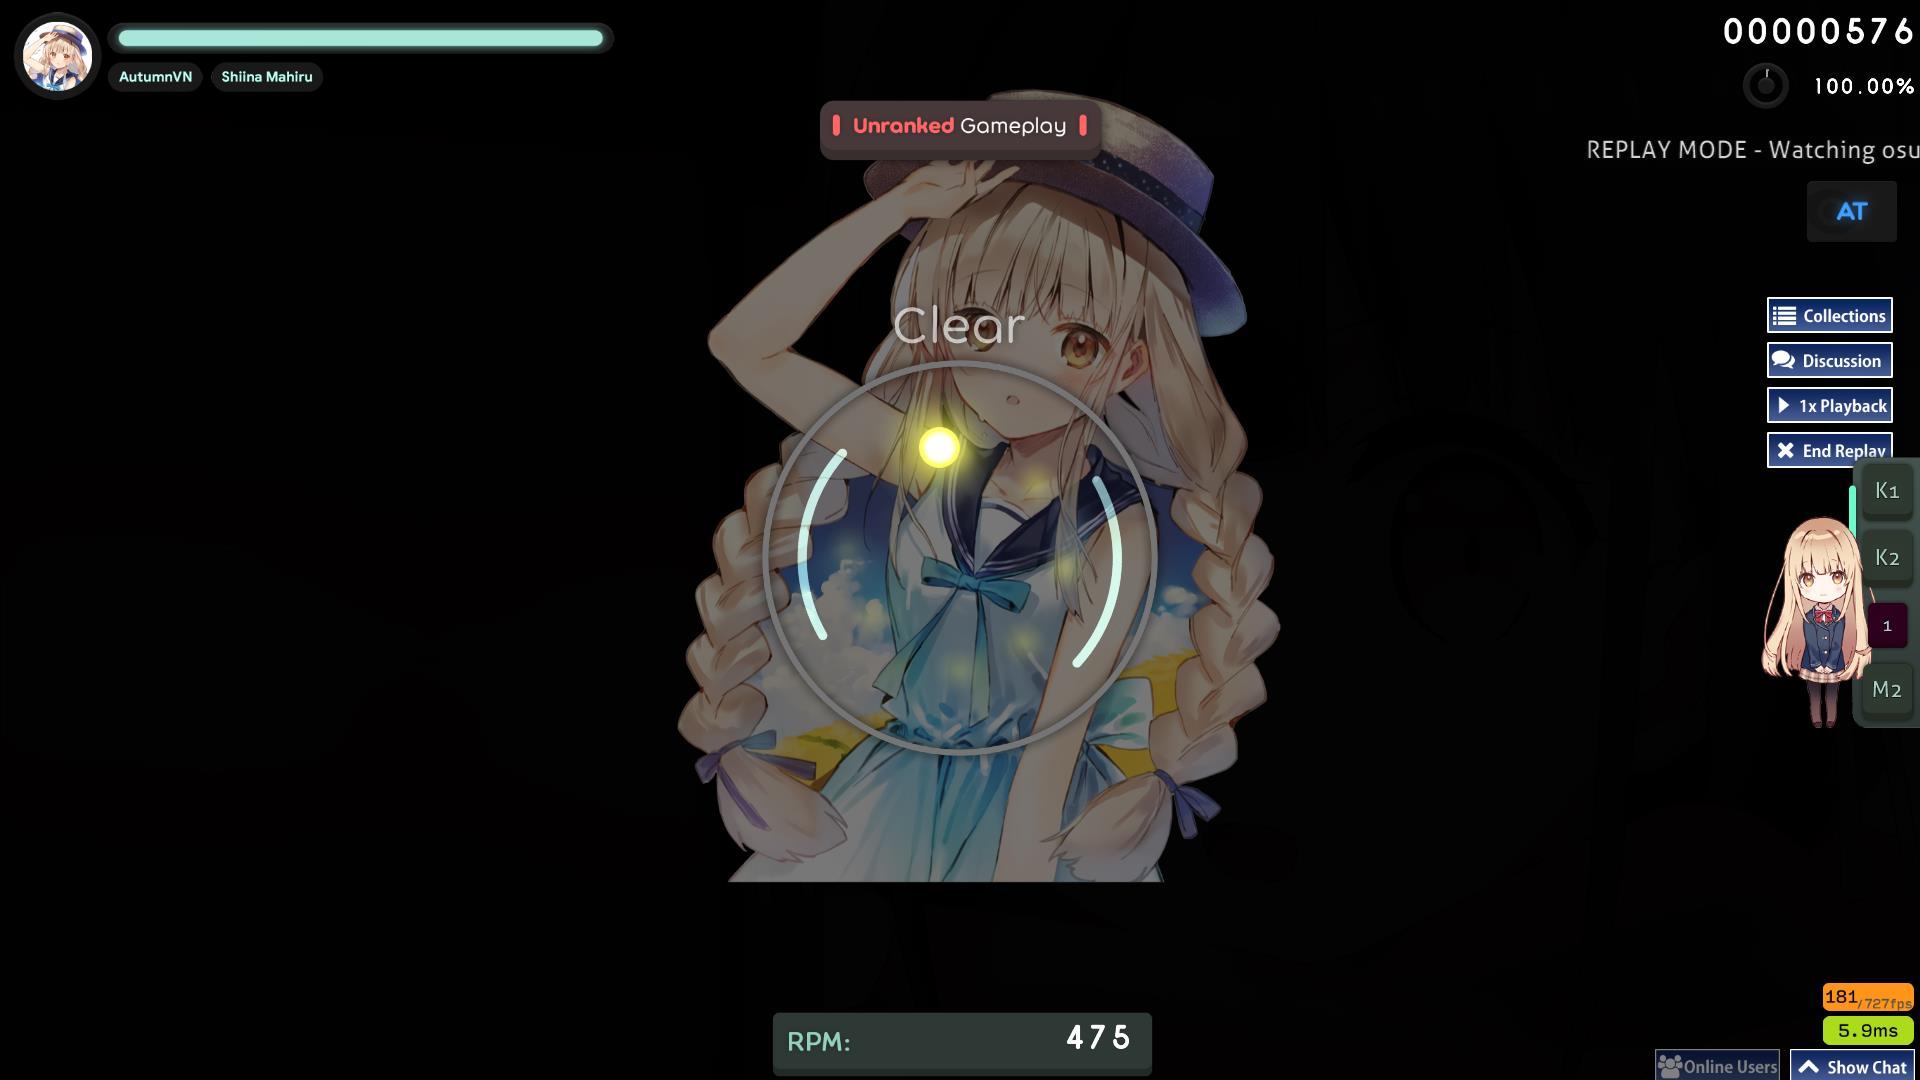 00000576
AutumnVN Shiina Mahiru
100.00%
Unranked Gameplay
REPLAY MODE - Watching osu
AT
Clear
Collections
Discussion
1x Playback
End Replay
K1
K2
1
M2
181/727fps
5.9ms
RPM: 475
Online Users Show Chat